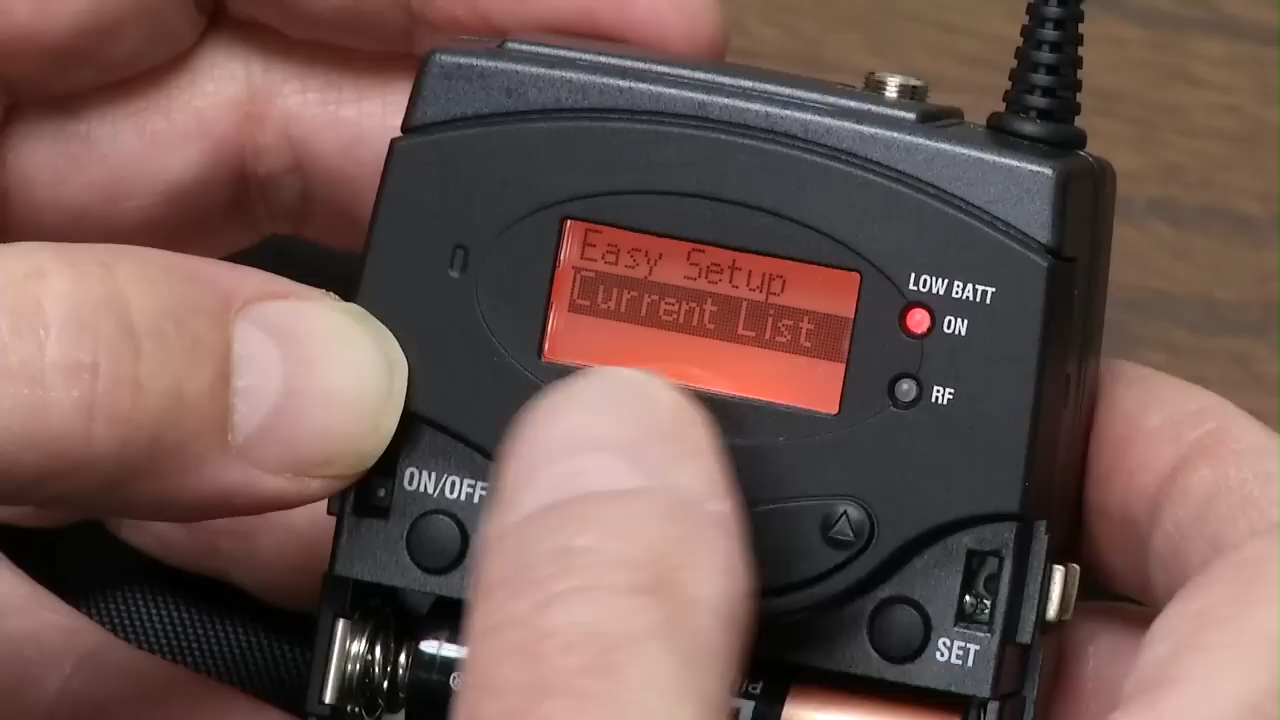 Easy Setup
Current List
LOW BATT
ON
RF
ON/OFF
SET